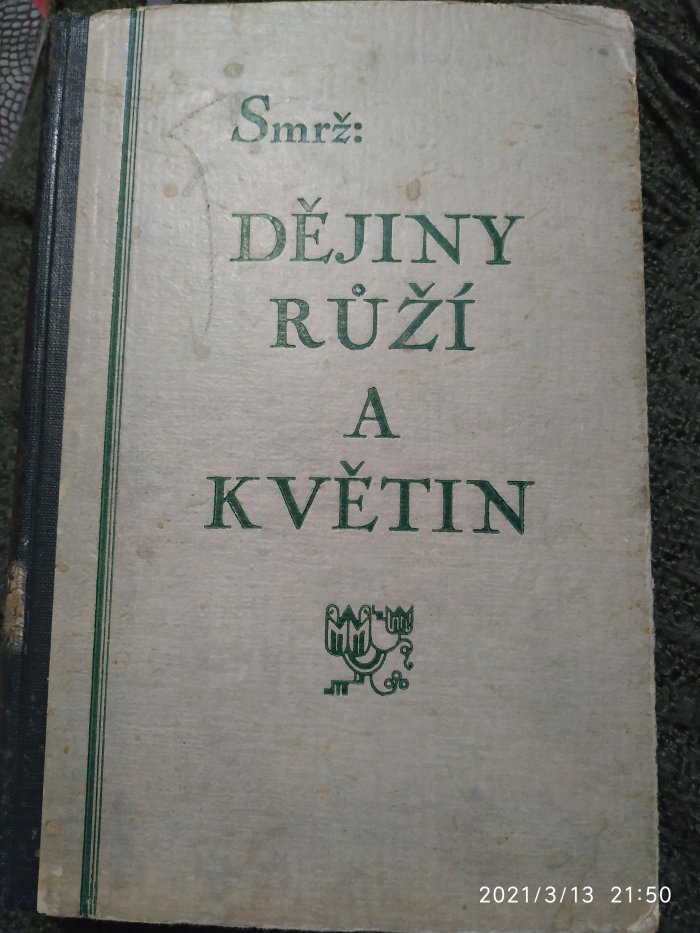 Smrž:
DĚJINY
RŮŽÍ
A
KVĚTIN
2021/3/13 21:50